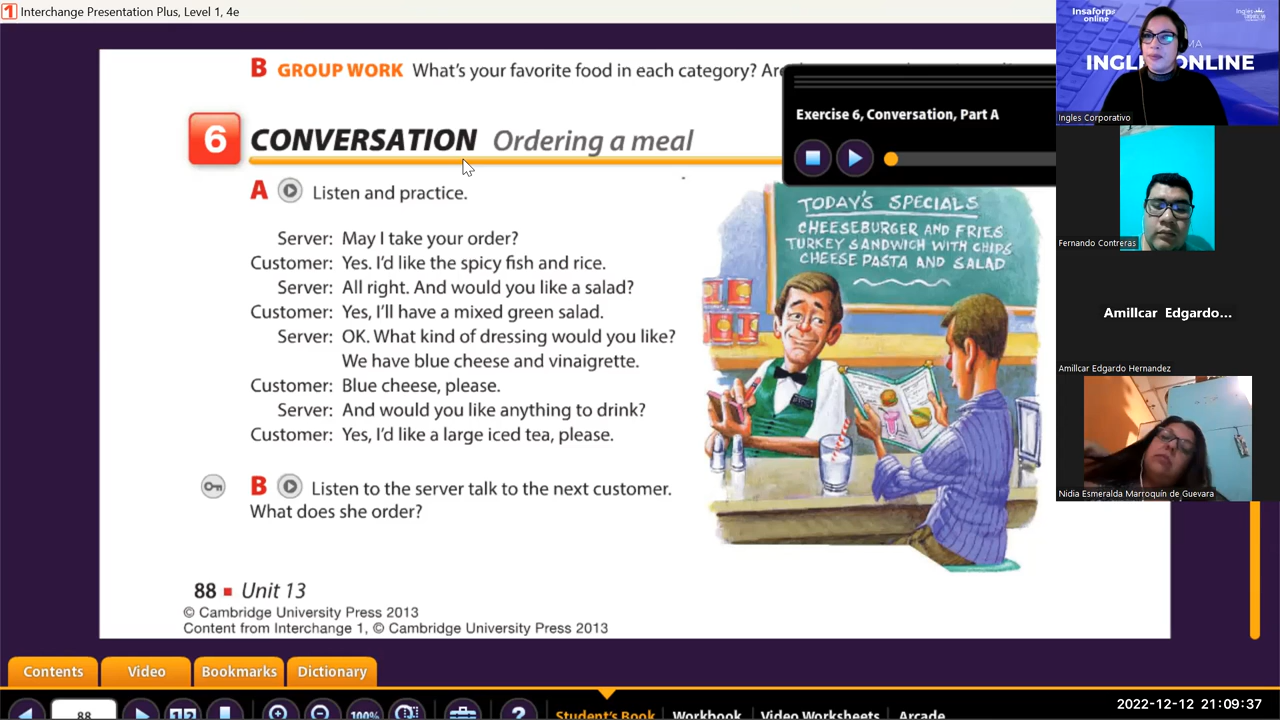 Interchange Presentation Plus, Level 1, 4e
B GROUP WORK What's your favorite food in each category?
Exercise 6, Conversation, Part A
6 CONVERSATION Ordering a meal
A Listen and practice.
Server: May I take your order?
Customer: Yes. I'd like the spicy fish and rice.
Server: All right. And would you like a salad?
Customer: Yes, I'll have a mixed green salad.
Server: OK. What kind of dressing would you like?
We have blue cheese and vinaigrette.
Customer: Blue cheese, please.
Server: And would you like anything to drink?
Customer: Yes, I'd like a large iced tea, please.
B Listen to the server talk to the next customer.
What does she order?
TODAY'S SPECIALS
CHEESEBURGER AND FRIES
TURKEY SANDWICH WITH CHIPS
CHEESE PASTA AND SALAD
88 ■ Unit 13
© Cambridge University Press 2013
Content from Interchange 1, © Cambridge University Press 2013
Contents Video Bookmarks Dictionary
88 100% ? Student's Book Workbook Video Worksheets Arcade
Insaforp
online
INGLÉS ONLINE
Ingles Corporativo
Fernando Contreras
Amillcar Edgardo...
Amillcar Edgardo Hernandez
Nidia Esmeralda Marroquin de Guevara
2022-12-12 21:09:37